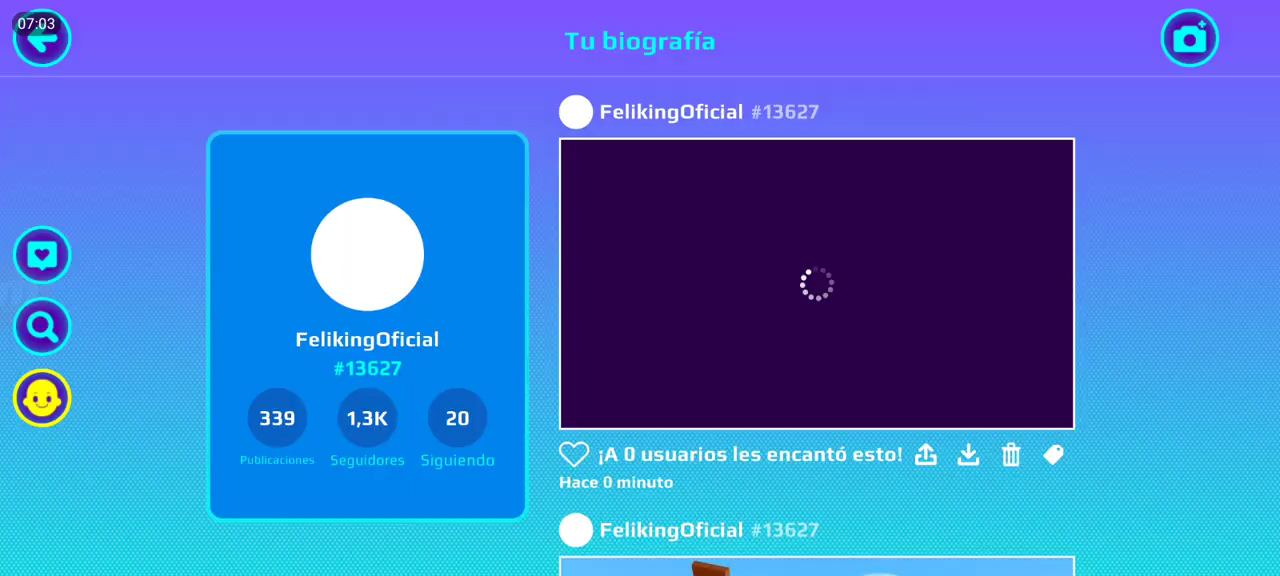 07:03
Tu biografía
FelikingOficial #13627
FelikingOficial
#13627
339
1,3K
20
Publicaciones
Seguidores
Siguiendo
¡A 0 usuarios les encantó esto!
Hace 0 minuto
FelikingOficial #13627